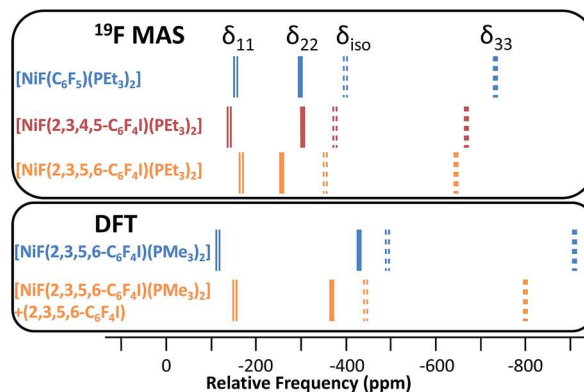 ¹⁹F MAS δ₁₁ δ₂₂ δiso δ₃₃
[NiF(C₆F₅)(PEt₃)₂]
[NiF(2,3,4,5-C₆F₄I)(PEt₃)₂]
[NiF(2,3,5,6-C₆F₄I)(PEt₃)₂]
DFT
[NiF(2,3,5,6-C₆F₄I)(PMe₃)₂]
[NiF(2,3,5,6-C₆F₄I)(PMe₃)₂]
+(2,3,5,6-C₆F₄I)
0 -200 -400 -600 -800
Relative Frequency (ppm)